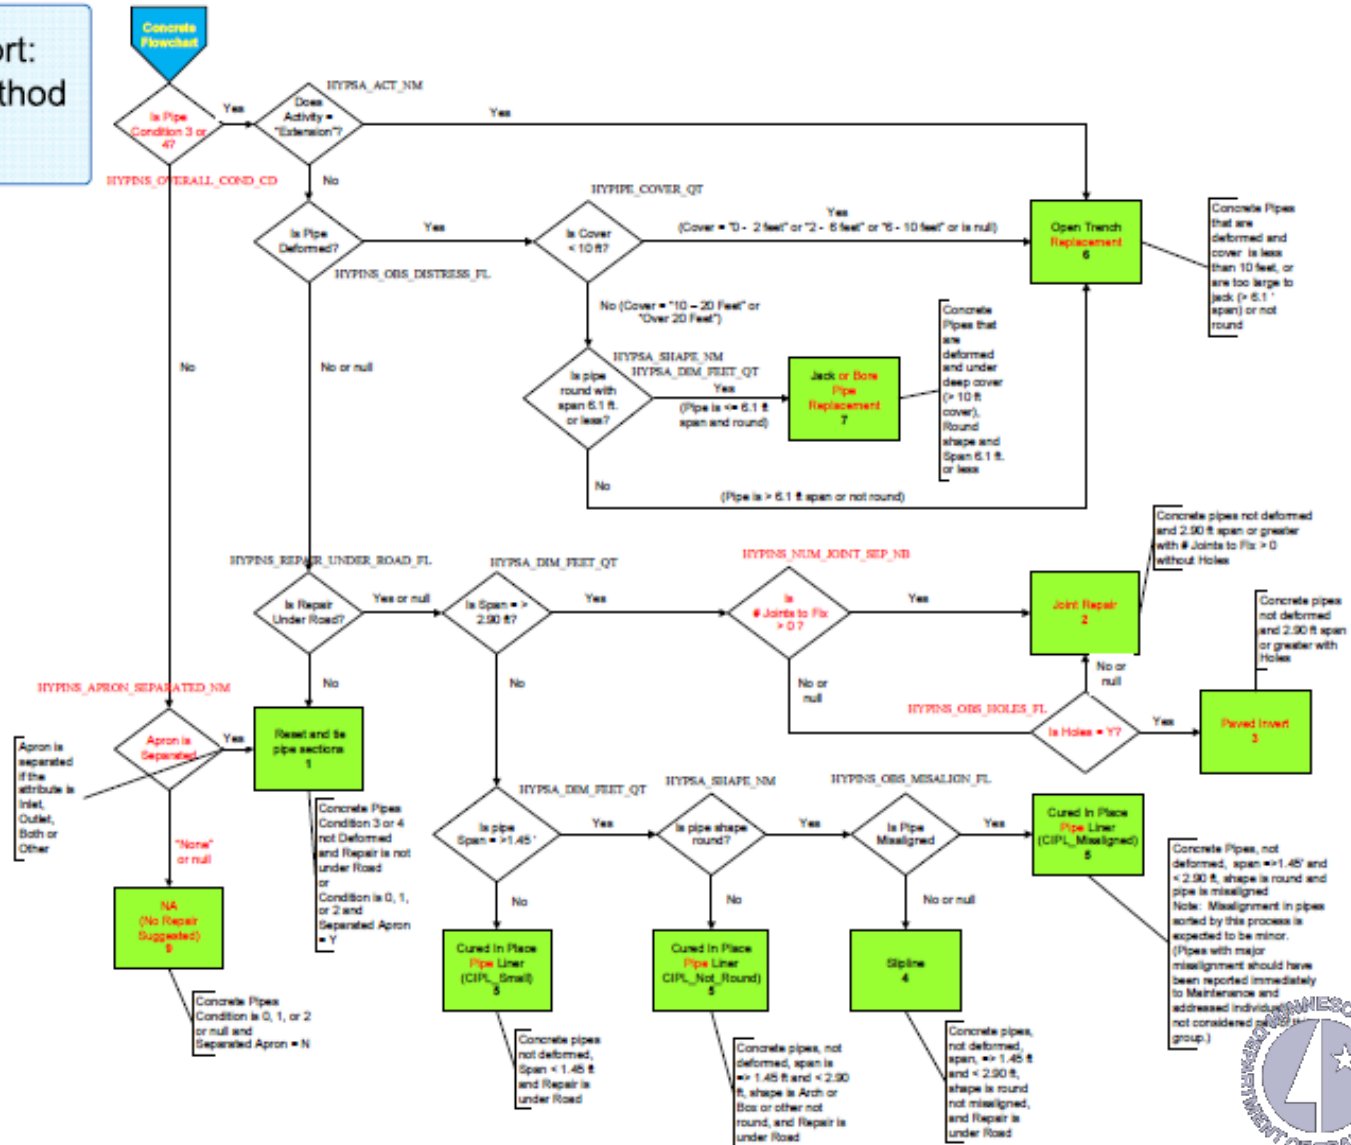 ort:
thod
Concrete
Flowchart
HYPSA_ACT_NM
Is Pipe
Condition 3 or
4?
Yes
Does
Activity =
"Extension"?
Yes
HYPINS_OVERALL_COND_CD
No
HYPIPE_COVER_QT
Is Pipe
Deformed?
Yes
Is Cover
< 10 ft?
Yes
(Cover = "0 - 2 feet" or "2 - 6 feet" or "6 - 10 feet" or is null)
Open Trench
Replacement
6
Concrete Pipes
that are
deformed and
cover is less
than 10 feet, or
are too large to
jack (> 6.1 '
span) or not
round
HYPINS_OBS_DISTRESS_FL
No (Cover = "10 – 20 Feet" or
"Over 20 Feet")
No
No or null
HYPSA_SHAPE_NM
HYPSA_DIM_FEET_QT
Is pipe
round with
span 6.1 ft.
or less?
Yes
(Pipe is <= 6.1 ft
span and round)
Jack or Bore
Pipe
Replacement
7
Concrete
Pipes that
are
deformed
and under
deep cover
(> 10 ft
cover),
Round
shape and
Span 6.1 ft.
or less
No
(Pipe is > 6.1 ft span or not round)
HYPINS_REPAIR_UNDER_ROAD_FL
HYPSA_DIM_FEET_QT
HYPINS_NUM_JOINT_SEP_NB
Concrete pipes not deformed
and 2.90 ft span or greater
with # Joints to Fix > 0
without Holes
Is Repair
Under Road?
Yes or null
Is Span = >
2.90 ft?
Yes
Is
# Joints to Fix
> 0 ?
Yes
Joint Repair
2
Concrete pipes
not deformed
and 2.90 ft span
or greater with
Holes
No
No
No or
null
No or
null
HYPINS_APRON_SEPARATED_NM
HYPINS_OBS_HOLES_FL
Is Holes = Y?
Yes
Paved Invert
3
Apron is
Separated
Yes
Reset and tie
pipe sections
1
Apron is
separated
if the
attribute is
Inlet,
Outlet,
Both or
Other
"None"
or null
Concrete Pipes
Condition 3 or 4
not Deformed
and Repair is not
under Road
or
Condition is 0, 1,
or 2 and
Separated Apron
= Y
HYPSA_DIM_FEET_QT
HYPSA_SHAPE_NM
HYPINS_OBS_MISALIGN_FL
Is pipe
Span = >1.45 '
Yes
Is pipe shape
round?
Yes
Is Pipe
Misaligned
Yes
Cured In Place
Pipe Liner
(CIPL_Misaligned)
5
No
No
No or null
Concrete Pipes, not
deformed, span =>1.45' and
< 2.90 ft, shape is round and
pipe is misaligned
Note: Misalignment in pipes
sorted by this process is
expected to be minor.
(Pipes with major
misalignment should have
been reported immediately
to Maintenance and
addressed
not considered
group.)
NA
(No Repair
Suggested)
9
Cured In Place
Pipe Liner
(CIPL_Small)
5
Cured In Place
Pipe Liner
CIPL_Not_Round)
5
Slipline
4
Concrete Pipes
Condition is 0, 1, or 2
or null and
Separated Apron = N
Concrete pipes
not deformed,
Span < 1.45 ft
and Repair is
under Road
Concrete pipes, not
deformed, span is
=> 1.45 ft and < 2.90
ft, shape is Arch or
Box or other not
round, and Repair is
under Road
Concrete pipes,
not deformed,
span, => 1.45 ft
and < 2.90 ft,
shape is round
not misaligned,
and Repair is
under Road